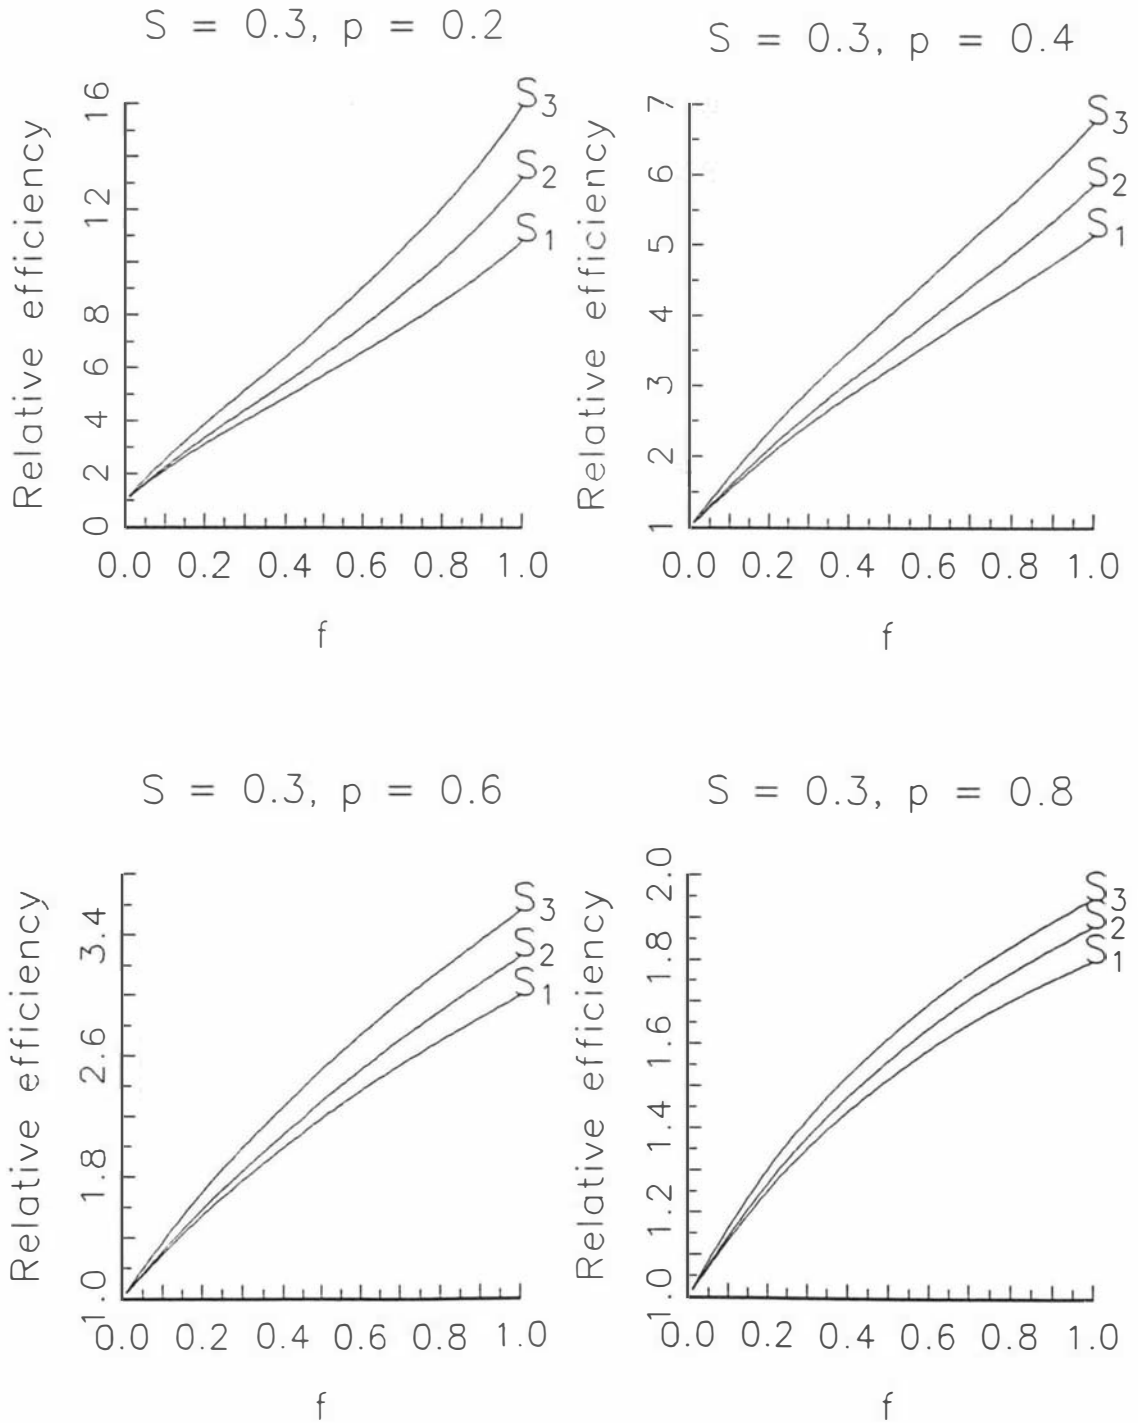 S = 0.3, p = 0.2
Relative efficiency
16
12
8
6
4
2
0
S3
S2
S1
0.0 0.2 0.4 0.6 0.8 1.0
f
S = 0.3, p = 0.4
Relative efficiency
7
6
5
4
3
2
1
S3
S2
S1
0.0 0.2 0.4 0.6 0.8 1.0
f
S = 0.3, p = 0.6
Relative efficiency
3.4
2.6
1.8
1.0
S3
S2
S1
0.0 0.2 0.4 0.6 0.8 1.0
f
S = 0.3, p = 0.8
Relative efficiency
2.0
1.8
1.6
1.4
1.2
1.0
S3
S2
S1
0.0 0.2 0.4 0.6 0.8 1.0
f